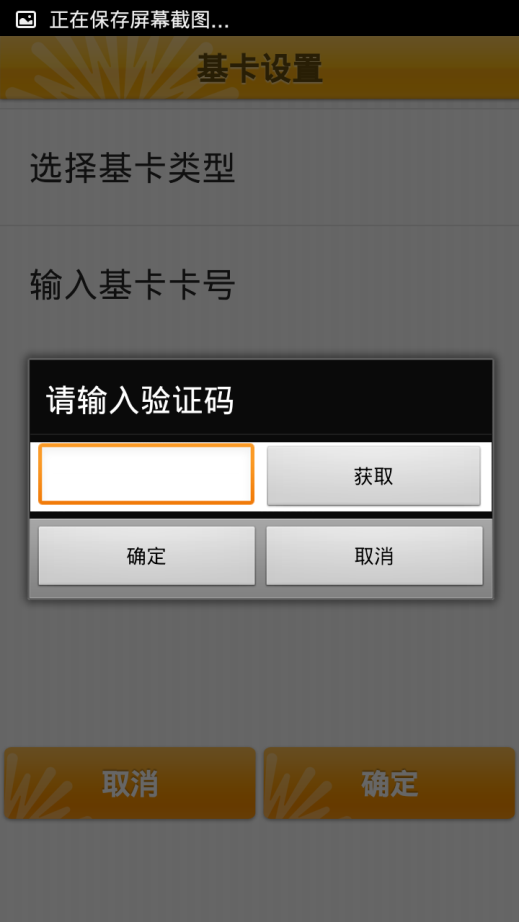 正在保存屏幕截图...
基卡设置
选择基卡类型
输入基卡卡号
请输入验证码
获取
确定 取消
取消 确定